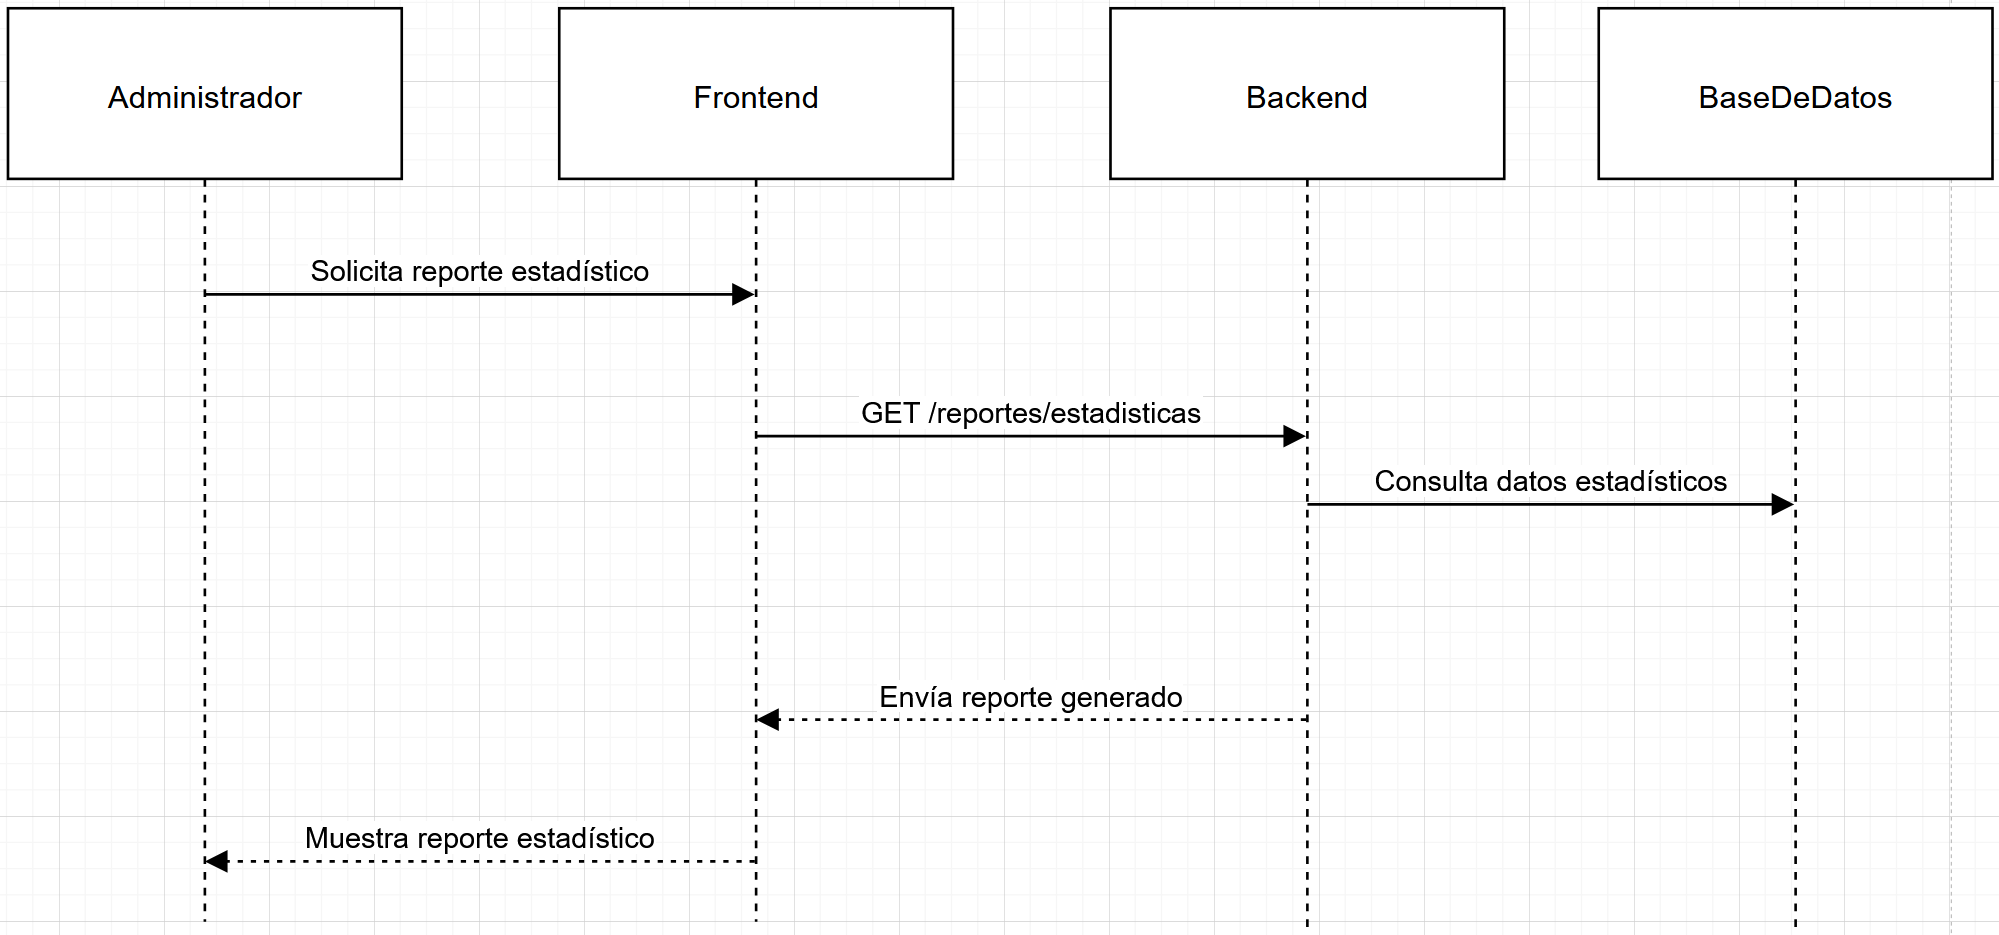 Administrador
Frontend
Backend
BaseDeDatos
Solicita reporte estadístico
GET /reportes/estadisticas
Consulta datos estadísticos
Envía reporte generado
Muestra reporte estadístico